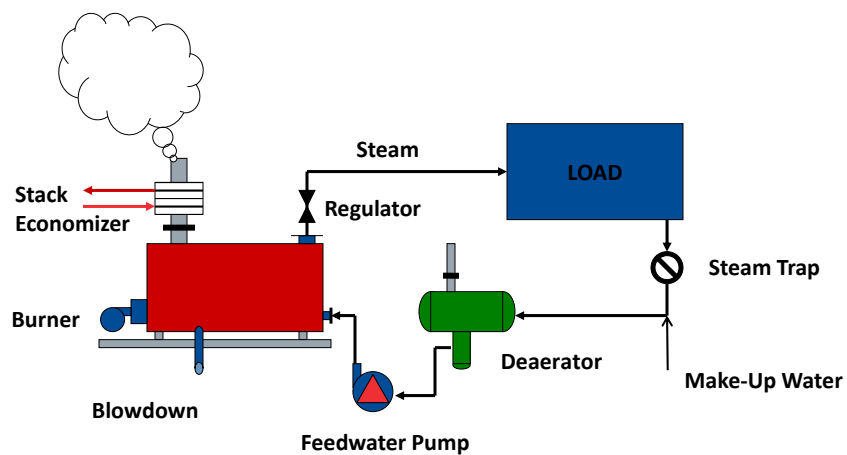 Steam
LOAD
Stack
Economizer
Regulator
Steam Trap
Burner
Deaerator
Make-Up Water
Blowdown
Feedwater Pump